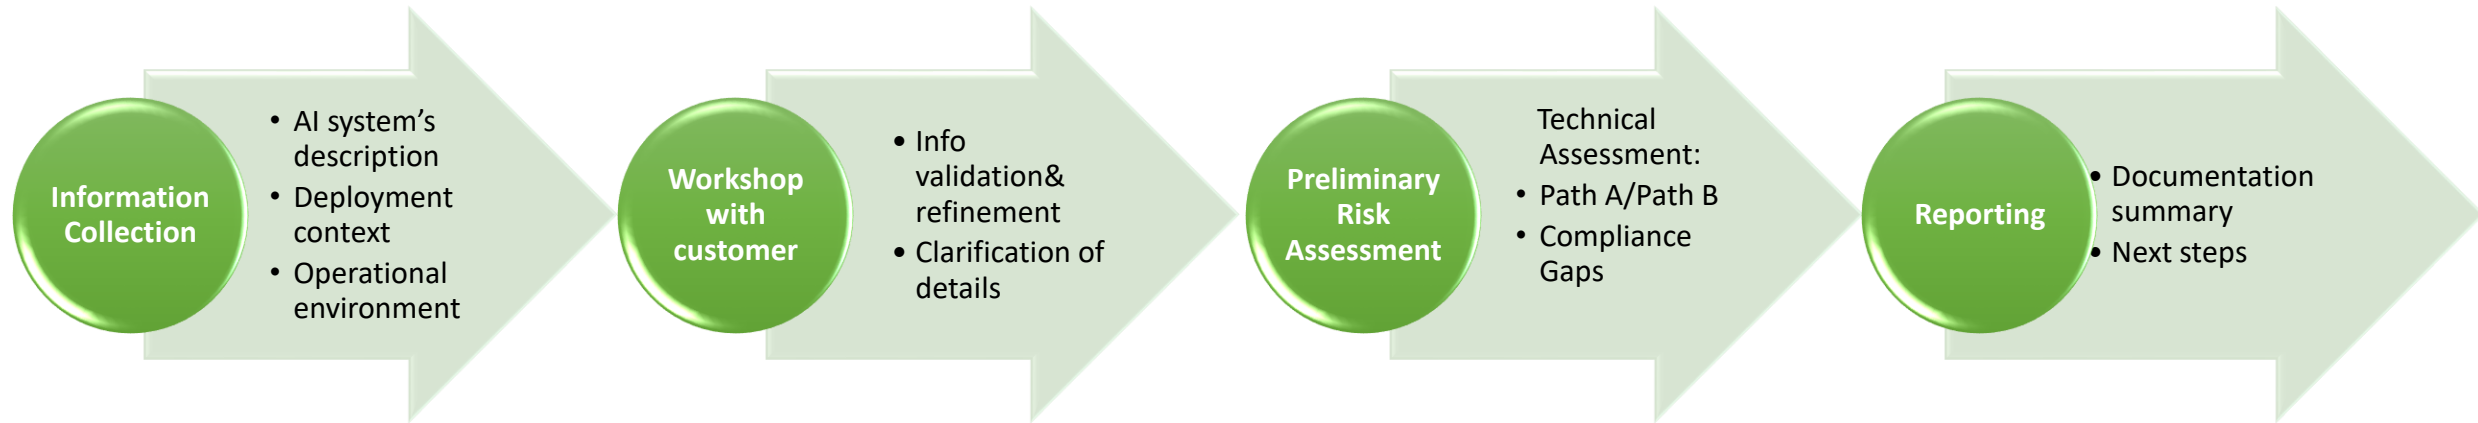 Information
Collection
• AI system’s
description
• Deployment
context
• Operational
environment
Workshop
with
customer
• Info
validation&
refinement
• Clarification of
details
Preliminary
Risk
Assessment
Technical
Assessment:
• Path A/Path B
• Compliance
Gaps
Reporting
• Documentation
summary
• Next steps